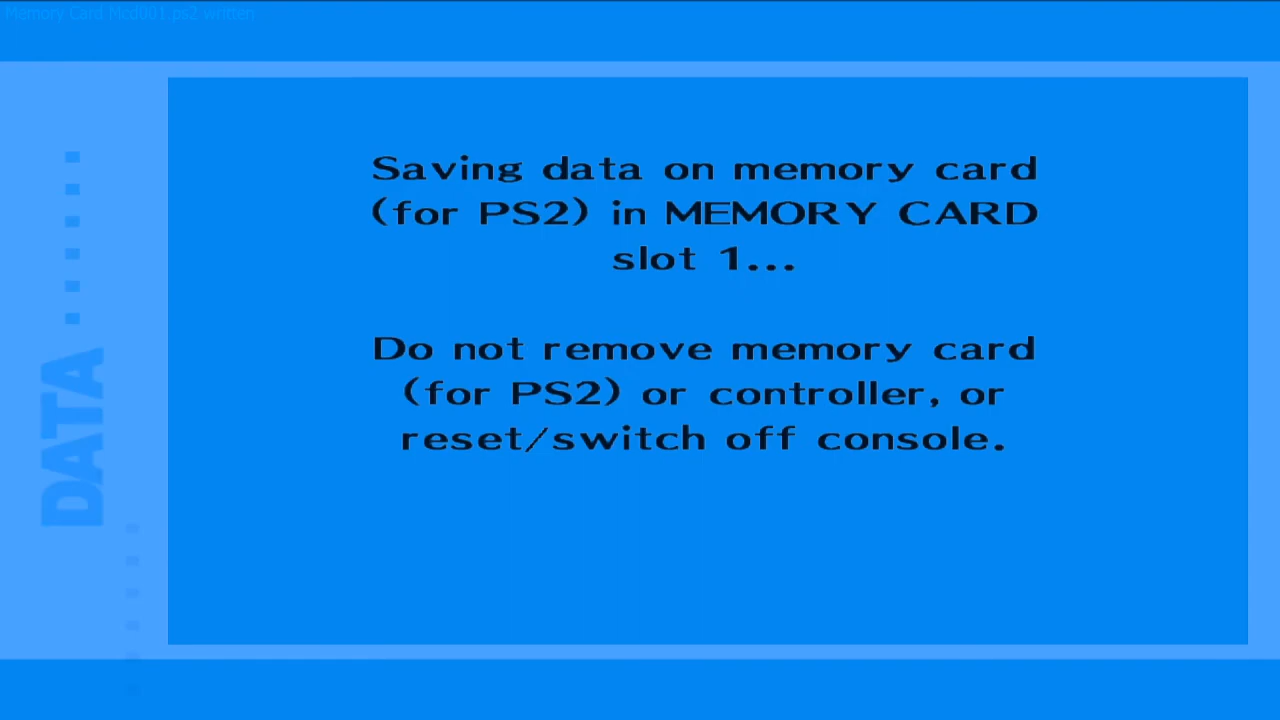 Memory Card Mcd001.ps2 written
Saving data on memory card
(for PS2) in MEMORY CARD
slot 1...
Do not remove memory card
(for PS2) or controller, or
reset/switch off console.
DATA